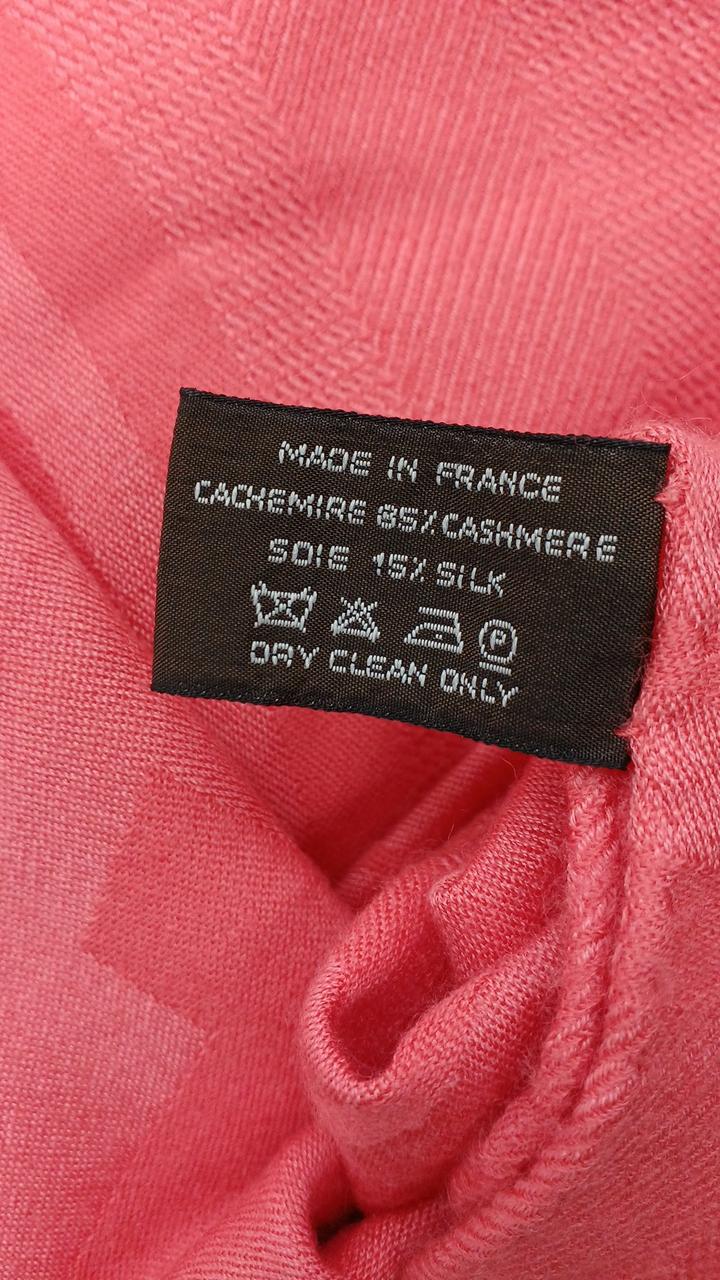 MADE IN FRANCE
CACHEMIRE 85% CASHMERE
SOIE 15% SILK
P
DRY CLEAN ONLY